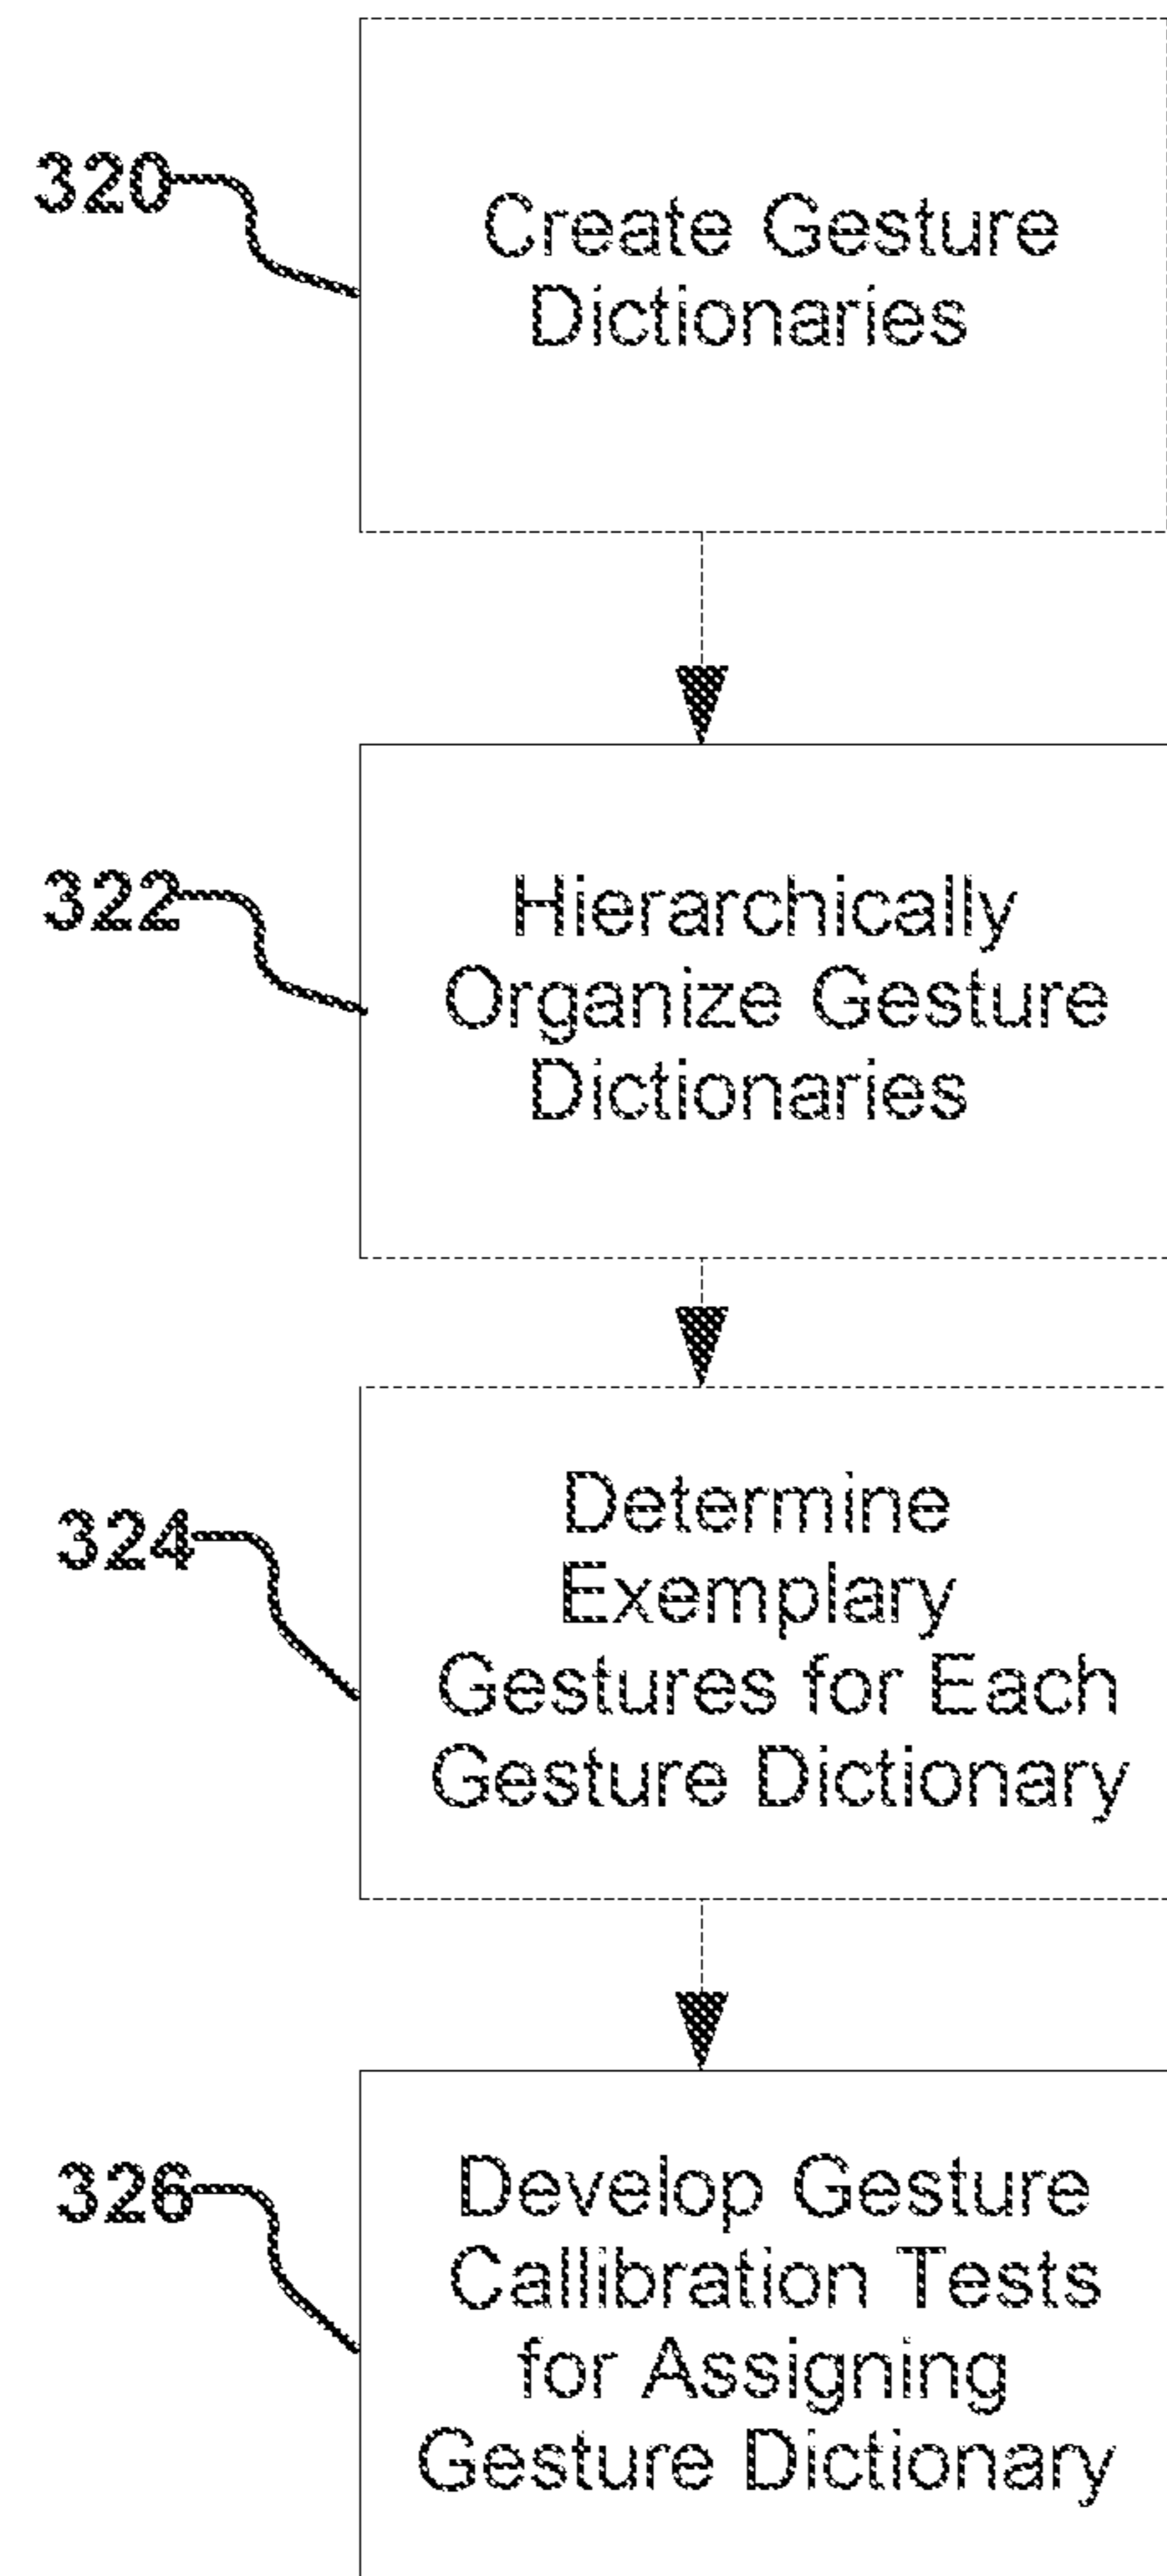 320
Create Gesture
Dictionaries
322
Hierarchically
Organize Gesture
Dictionaries
324
Determine
Exemplary
Gestures for Each
Gesture Dictionary
326
Develop Gesture
Callibration Tests
for Assigning
Gesture Dictionary